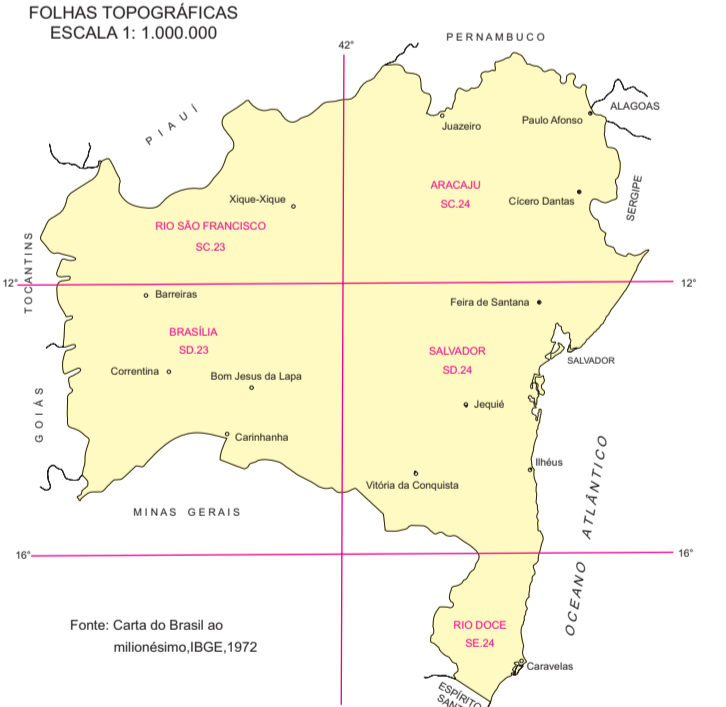 FOLHAS TOPOGRÁFICAS
ESCALA 1: 1.000.000
PERNAMBUCO
42°
ALAGOAS
PIAUÍ
Juazeiro
Paulo Afonso
ARACAJU
SC.24
SERGIPE
Xique-Xique
Cícero Dantas
RIO SÃO FRANCISCO
SC.23
TOCANTINS
12°
12°
Barreiras
Feira de Santana
BRASÍLIA
SD.23
SALVADOR
SD.24
SALVADOR
Correntina
Bom Jesus da Lapa
GOIÁS
Jequié
Carinhanha
OCEANO ATLÂNTICO
Ilhéus
Vitória da Conquista
MINAS GERAIS
16°
16°
Fonte: Carta do Brasil ao
milionésimo,IBGE,1972
RIO DOCE
SE.24
Caravelas
ESPÍRITO